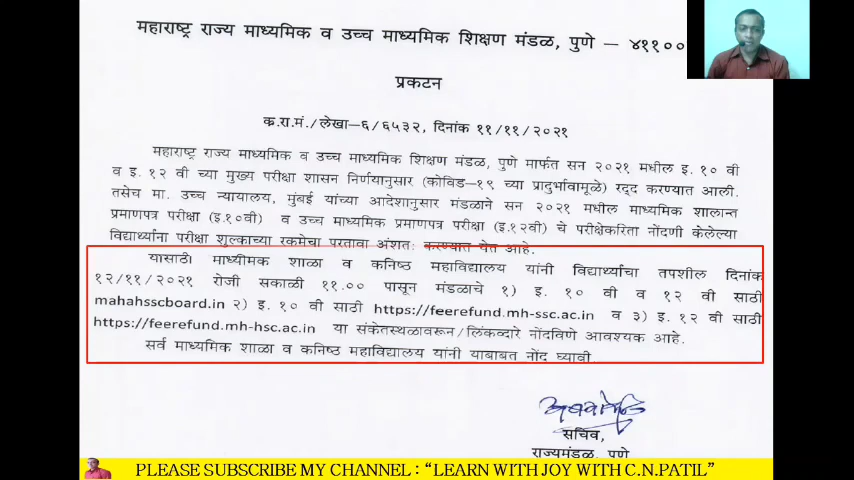 महाराष्ट्र राज्य माध्यमिक व उच्च माध्यमिक शिक्षण मंडळ, पुणे – ४११००
प्रकटन
क.रा.मं./लेखा–६/६५३२, दिनांक ११/११/२०२१
महाराष्ट्र राज्य माध्यमिक व उच्च माध्यमिक शिक्षण मंडळ, पुणे मार्फत सन २०२१ मधील इ. १० वी
व इ. १२ वी च्या मुख्य परीक्षा शासन निर्णयानुसार (कोविड–१९ च्या प्रादुर्भावामूळे) रद्द करण्यात आली.
तसेच मा. उच्च न्यायालय, मुंबई यांच्या आदेशानुसार मंडळाने सन २०२१ मधील माध्यमिक शालान्त
प्रमाणपत्र परीक्षा (इ.१०वी) व उच्च माध्यमिक प्रमाणपत्र परीक्षा (इ.१२वी) चे परीक्षेकरिता नोंदणी केलेल्या
विद्यार्थ्यांना परीक्षा शुल्काच्या रकमेचा परतावा अंशतः करण्यात येत आहे.
यासाठी माध्यीमक शाळा व कनिष्ठ महाविद्यालय यांनी विद्यार्थ्यांचा तपशील दिनांक
१२/११/२०२१ रोजी सकाळी ११.०० पासून मंडळाचे १) इ. १० वी व १२ वी साठी
mahahsscboard.in २) इ. १० वी साठी https://feerefund.mh-ssc.ac.in व ३) इ. १२ वी साठी
https://feerefund.mh-hsc.ac.in या संकेतस्थळावरून/लिंकव्दारे नोंदविणे आवश्यक आहे.
सर्व माध्यमिक शाळा व कनिष्ठ महाविद्यालय यांनी याबाबत नोंद घ्यावी
सचिव,
राज्यमंडळ, पुणे
PLEASE SUBSCRIBE MY CHANNEL : “LEARN WITH JOY WITH C.N.PATIL”